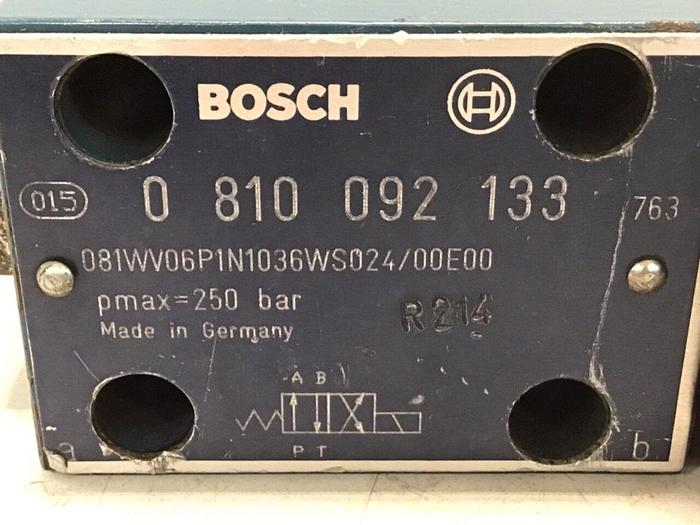 BOSCH
015 0 810 092 133 763
081WV06P1N1036WS024/00E00
pmax=250 bar
R 214
Made in Germany
A B
a b
P T